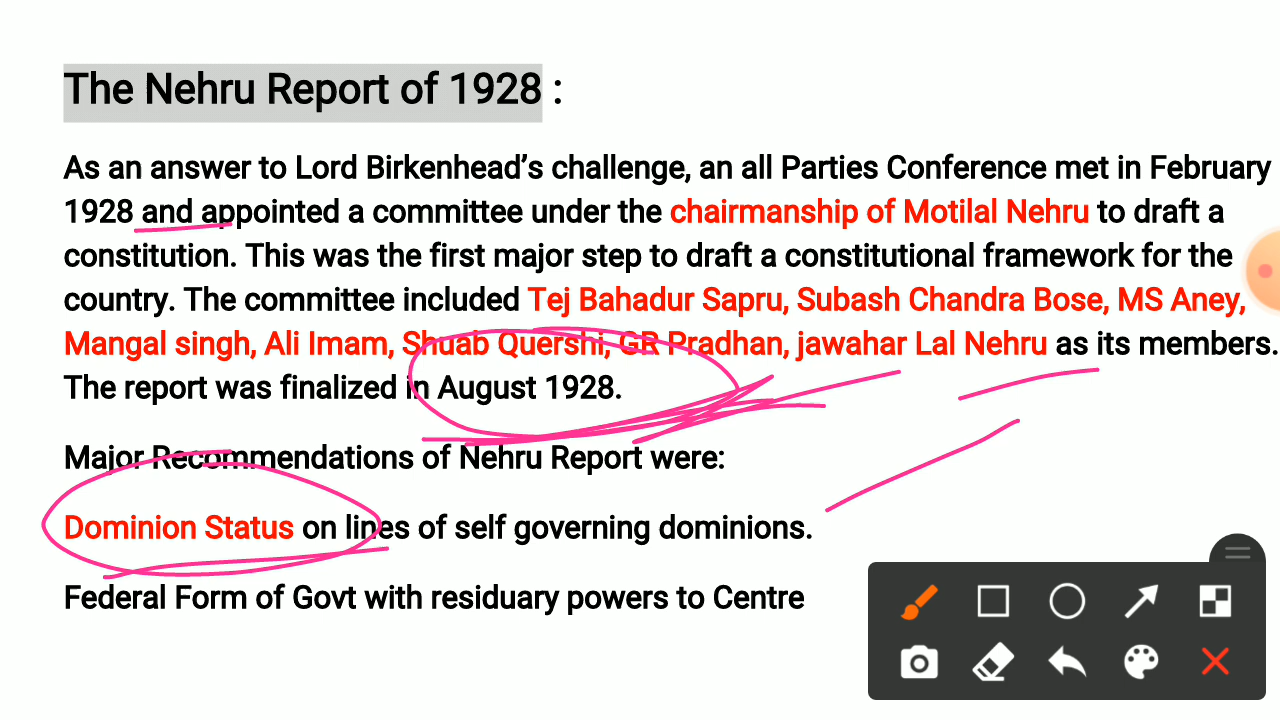 The Nehru Report of 1928 :
As an answer to Lord Birkenhead’s challenge, an all Parties Conference met in February
1928 and appointed a committee under the chairmanship of Motilal Nehru to draft a
constitution. This was the first major step to draft a constitutional framework for the
country. The committee included Tej Bahadur Sapru, Subash Chandra Bose, MS Aney,
Mangal singh, Ali Imam, Shuab Quershi, GR Pradhan, jawahar Lal Nehru as its members.
The report was finalized in August 1928.
Major Recommendations of Nehru Report were:
Dominion Status on lines of self governing dominions.
Federal Form of Govt with residuary powers to Centre